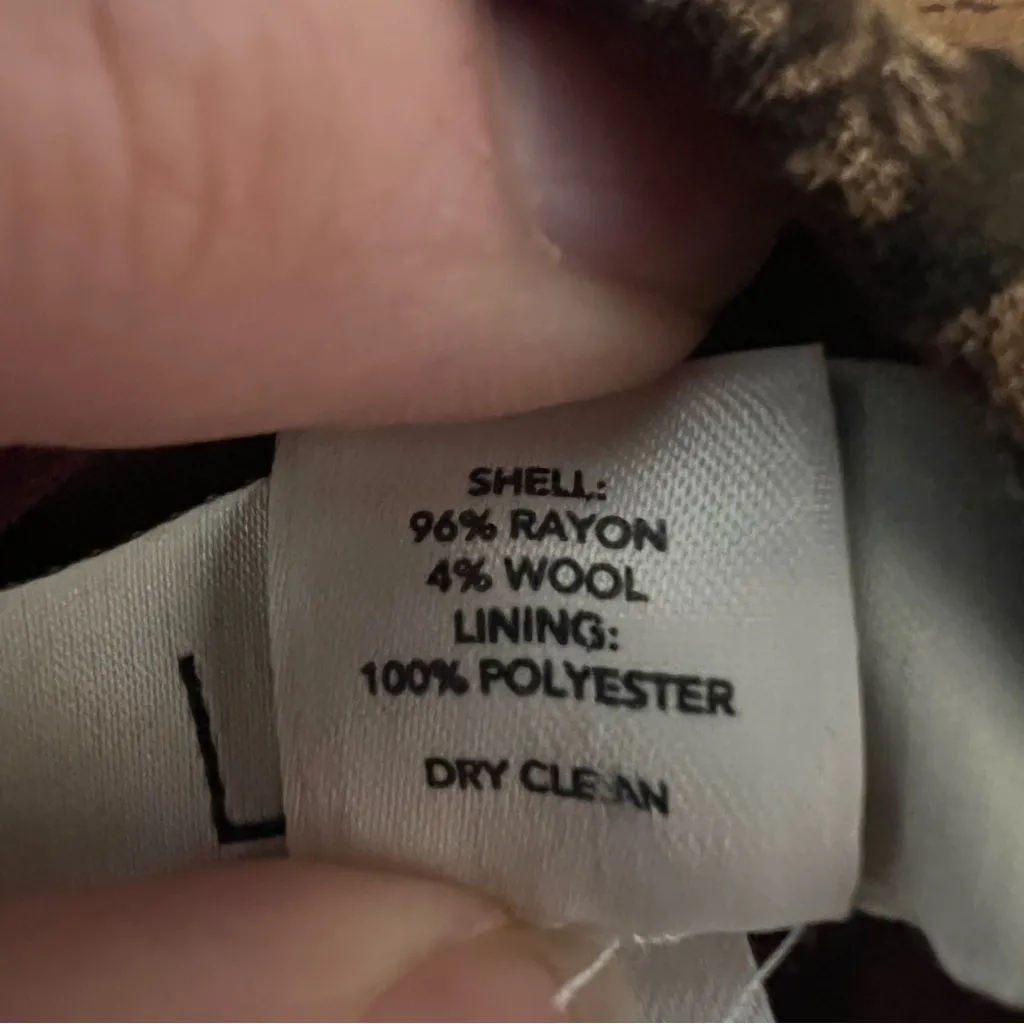 SHELL:
96% RAYON
4% WOOL
LINING:
100% POLYESTER
DRY CLEAN
L